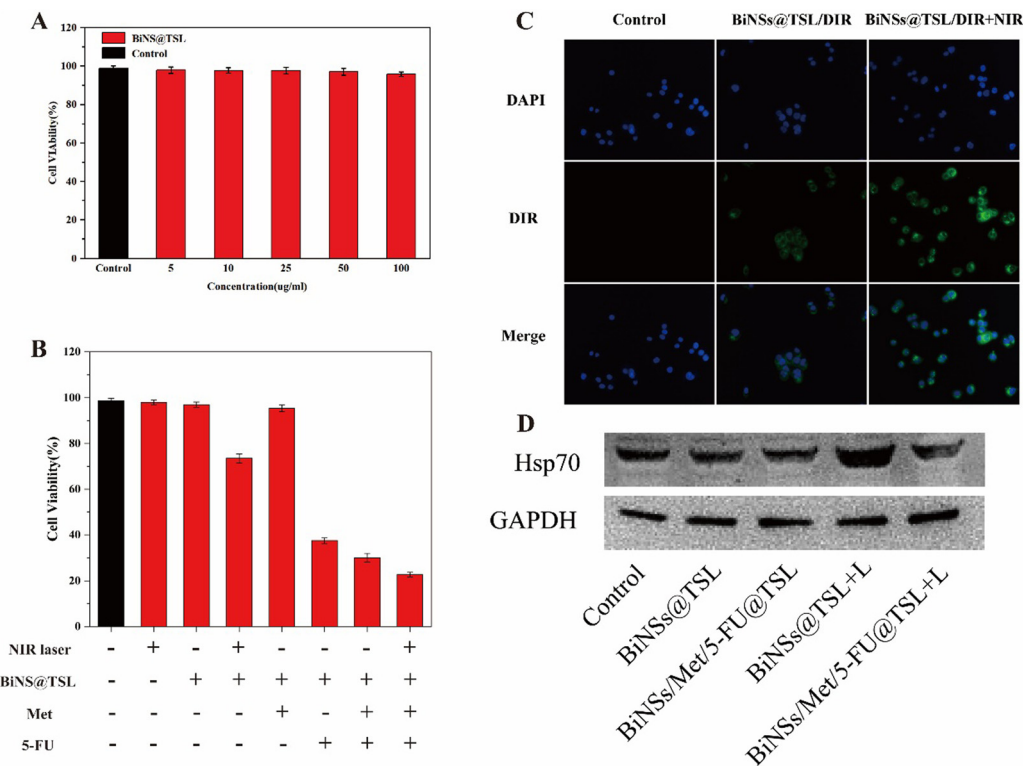 A
120
100
80
60
40
20
0
Cell VIAbility(%)
BiNS@TSL
Control
Control 5 10 25 50 100
Concentration(ug/ml)
B
120
100
80
60
40
20
0
Cell Viability(%)
NIR laser - + - + - - - +
BiNS@TSL - - + + + + + +
Met - - - - + - + +
5-FU - - - - - + + +
C
Control BiNSs@TSL/DIR BiNSs@TSL/DIR+NIR
DAPI
DIR
Merge
D
Hsp70
GAPDH
Control
BiNSs@TSL
BiNSs/Met/5-FU@TSL
BiNSs@TSL+L
BiNSs/Met/5-FU@TSL+L